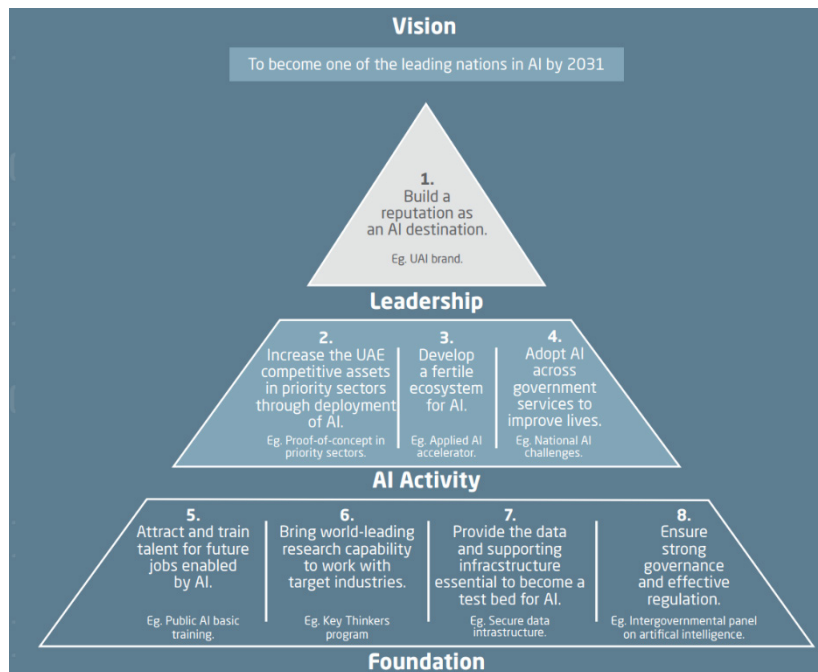 Vision
To become one of the leading nations in AI by 2031
1.
Build a
reputation as
an AI destination.
Eg. UAI brand.
Leadership
2.
Increase the UAE
competitive assets
in priority sectors
through deployment
of AI.
Eg. Proof-of-concept in
priority sectors.
3.
Develop
a fertile
ecosystem
for AI.
Eg. Applied AI
accelerator.
4.
Adopt AI
across
government
services to
improve lives.
Eg. National AI
challenges.
AI Activity
5.
Attract and train
talent for future
jobs enabled
by AI.
Eg. Public AI basic
training.
6.
Bring world-leading
research capability
to work with
target industries.
Eg. Key Thinkers
program
7.
Provide the data
and supporting
infracstructure
essential to become a
test bed for AI.
Eg. Secure data
intrastructure.
8.
Ensure
strong
governance
and effective
regulation.
Eg. Intergovernmental panel
on artifical intelligence.
Foundation